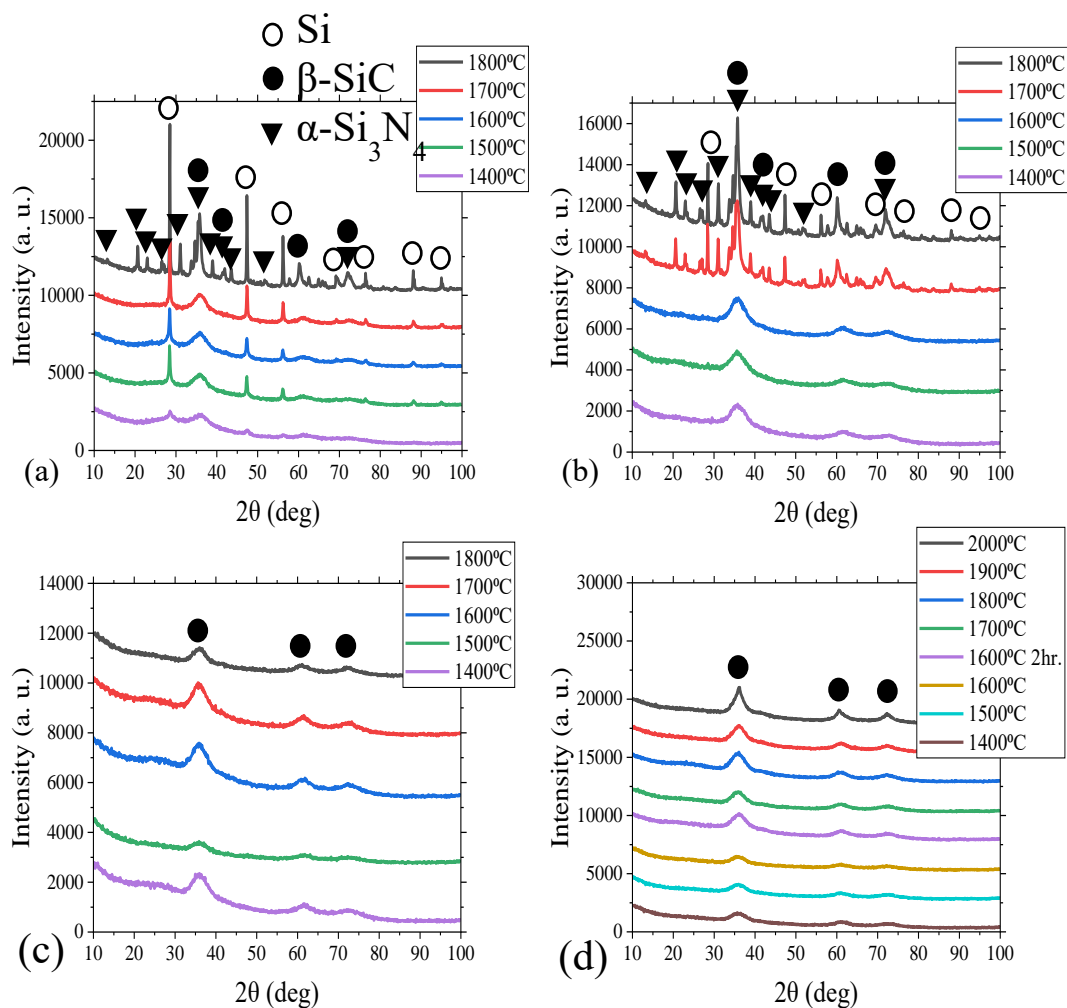 Si
β-SiC
α-Si3N4
1800ºC
1700ºC
1600ºC
1500ºC
1400ºC
20000
15000
10000
5000
0
Intensity (a. u.)
10 20 30 40 50 60 70 80 90 100
2θ (deg)
(a)
1800ºC
1700ºC
1600ºC
1500ºC
1400ºC
16000
14000
12000
10000
8000
6000
4000
2000
0
Intensity (a. u.)
10 20 30 40 50 60 70 80 90 100
2θ (deg)
(b)
1800ºC
1700ºC
1600ºC
1500ºC
1400ºC
14000
12000
10000
8000
6000
4000
2000
0
Intensity (a. u.)
10 20 30 40 50 60 70 80 90 100
2θ (deg)
(c)
2000ºC
1900ºC
1800ºC
1700ºC
1600ºC 2hr.
1600ºC
1500ºC
1400ºC
30000
25000
20000
15000
10000
5000
0
Intensity (a. u.)
10 20 30 40 50 60 70 80 90 100
2θ (deg)
(d)